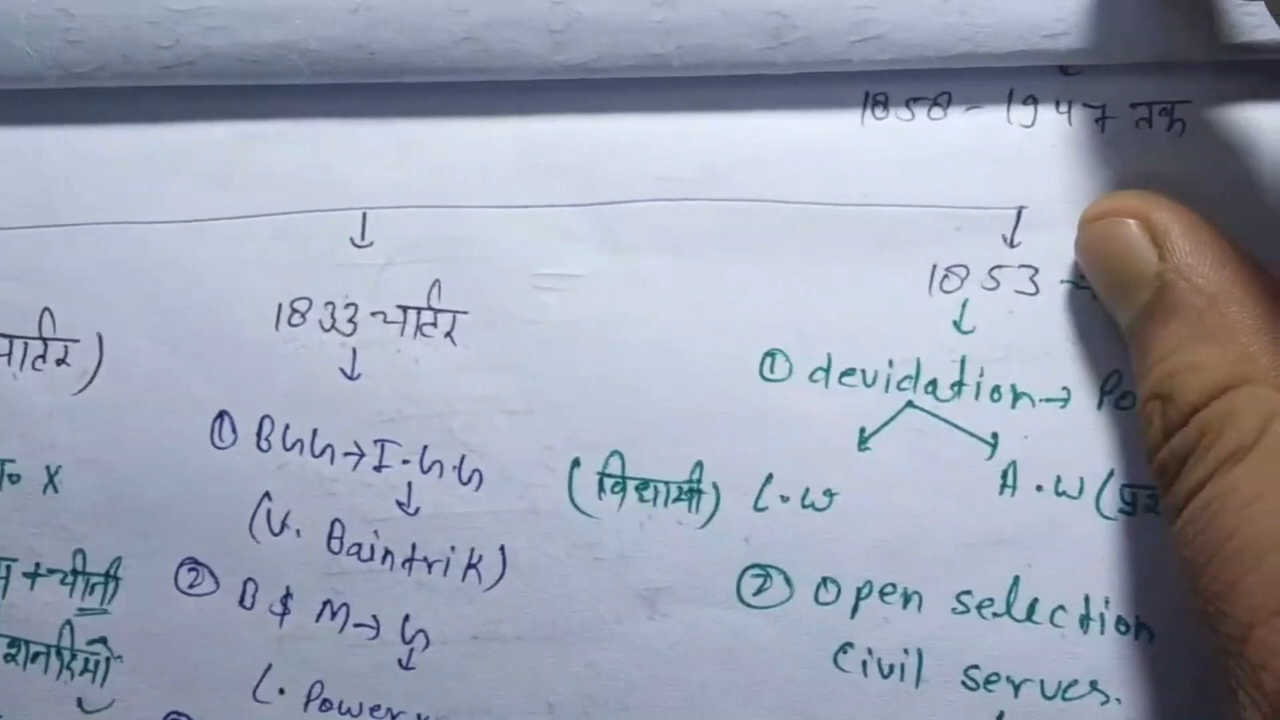 1858 - 1947 तक
1833 चार्टर
1853
चार्टर)
① BGG → I.G.G
(V. Baintrik)
② B & M → G
L. Power
① devidation → Po
(विधायी) L.W
A.W (
② Open selection
Civil serves.
X
+ चीनी